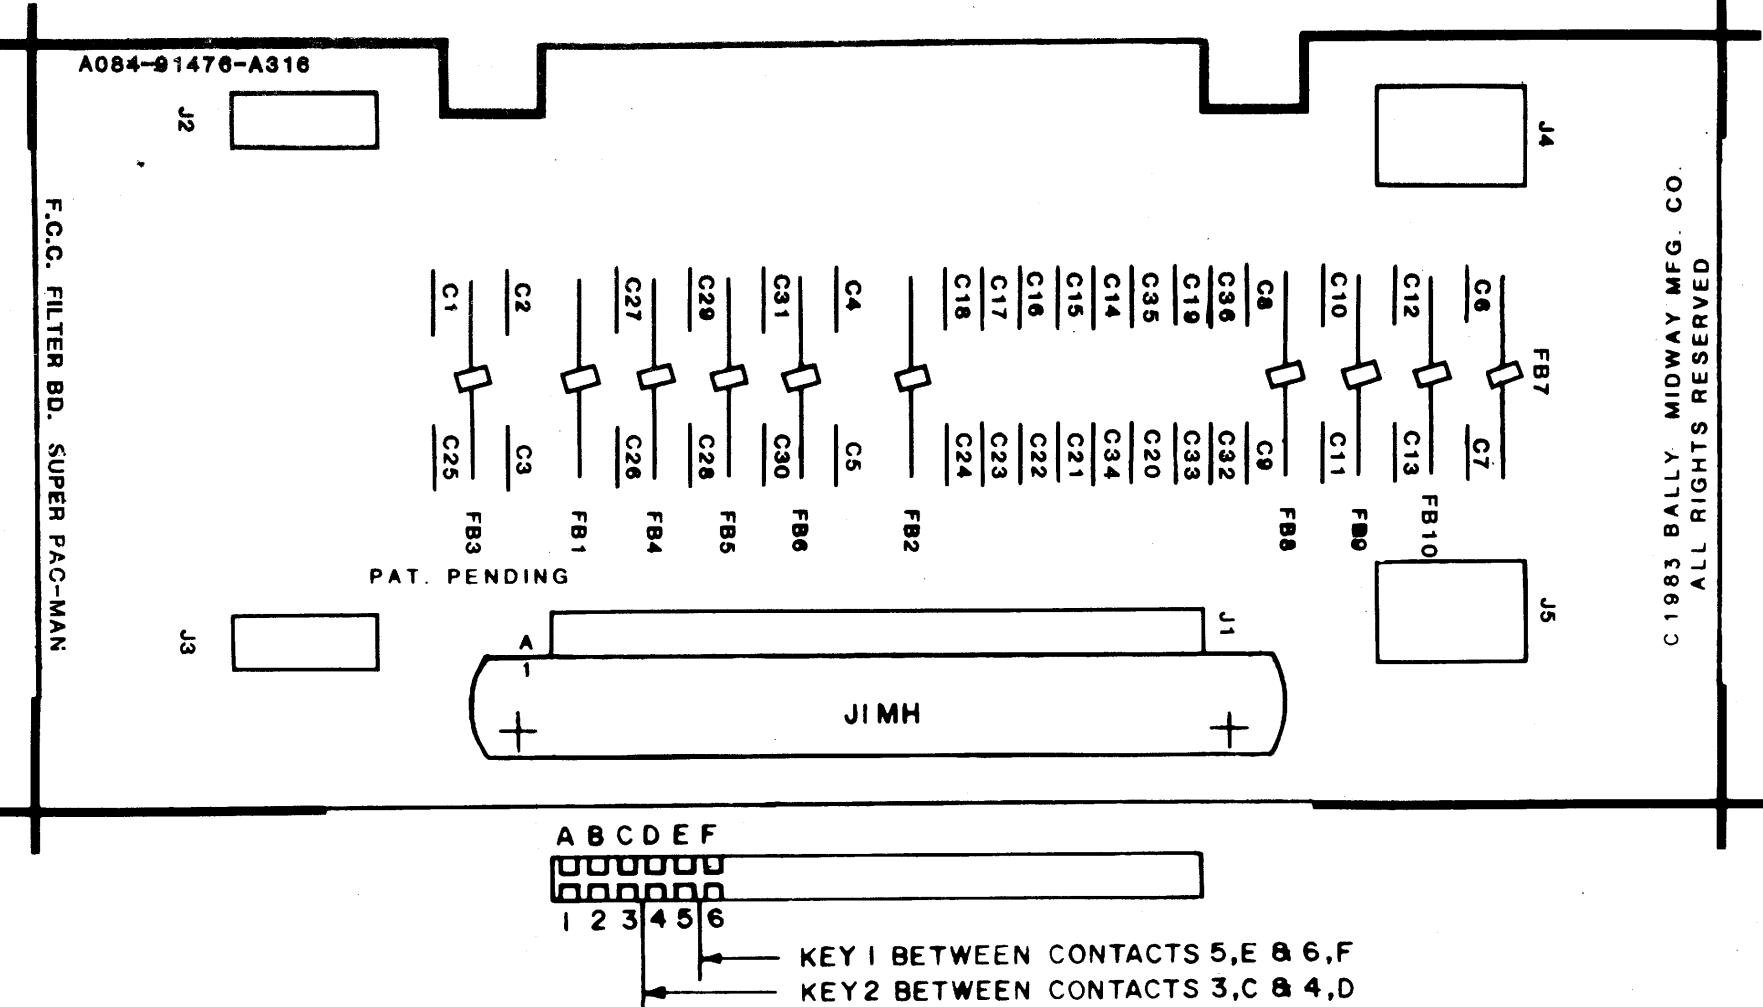 A084-91476-A316
J2
J4
F.C.C. FILTER BD. SUPER PAC-MAN
C1983 BALLY MIDWAY MFG. CO.
ALL RIGHTS RESERVED
C1 C2 C27 C29 C31 C4 C18 C17 C16 C15 C14 C35 C19 C36 C8 C10 C12 C6
FB7
C25 C3 C26 C28 C30 C5 C24 C23 C22 C21 C34 C20 C33 C32 C9 C11 C13 C7
FB3 FB1 FB4 FB5 FB6 FB2 FB8 FB9 FB10
PAT. PENDING
J3
J1
J5
A
1
J1MH
A B C D E F
1 2 3 4 5 6
KEY 1 BETWEEN CONTACTS 5,E & 6,F
KEY 2 BETWEEN CONTACTS 3,C & 4,D